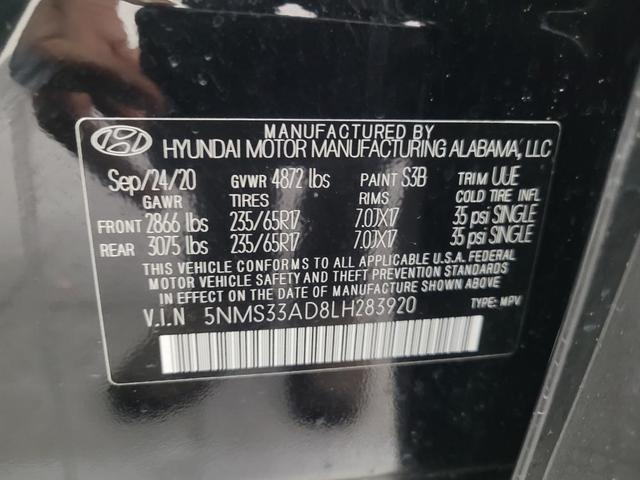 MANUFACTURED BY
HYUNDAI MOTOR MANUFACTURING ALABAMA, LLC
Sep/24/20 GVWR 4872 lbs PAINT S3B TRIM UUE
GAWR TIRES RIMS COLD TIRE INFL
FRONT 2866 lbs 235/65R17 7.0JX17 35 psi SINGLE
REAR 3075 lbs 235/65R17 7.0JX17 35 psi SINGLE
THIS VEHICLE CONFORMS TO ALL APPLICABLE U.S.A. FEDERAL
MOTOR VEHICLE SAFETY AND THEFT PREVENTION STANDARDS
IN EFFECT ON THE DATE OF MANUFACTURE SHOWN ABOVE
V.I.N 5NMS33AD8LH283920 TYPE: MPV